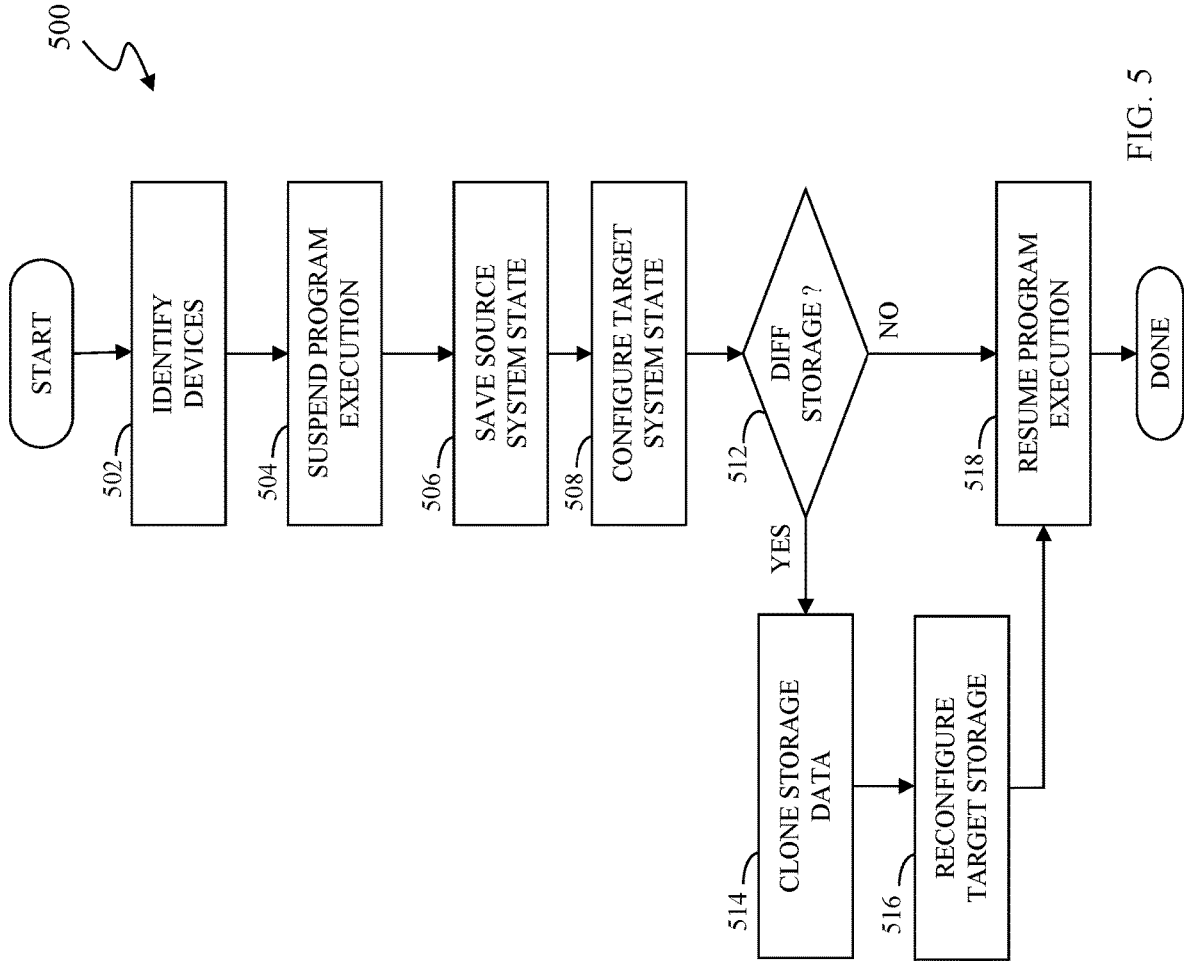 500
START
502
IDENTIFY
DEVICES
504
SUSPEND PROGRAM
EXECUTION
506
SAVE SOURCE
SYSTEM STATE
508
CONFIGURE TARGET
SYSTEM STATE
512
DIFF
STORAGE ?
YES
NO
514
CLONE STORAGE
DATA
516
RECONFIGURE
TARGET STORAGE
518
RESUME PROGRAM
EXECUTION
DONE
FIG. 5